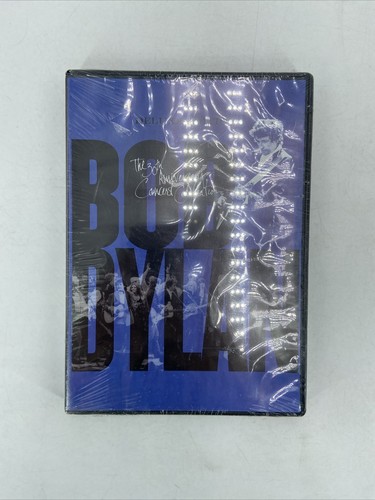 BOB
The 30th
Anniversary
Concert Celebration
DYLAN